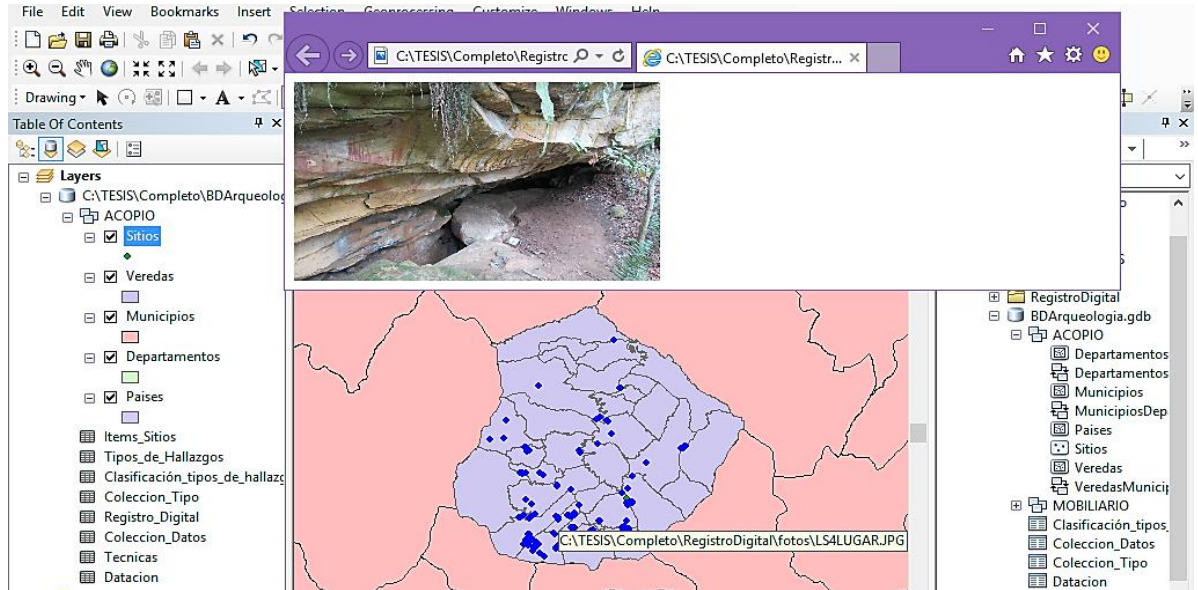 File Edit View Bookmarks Insert Selection Geoprocessing Customize Windows Help
C:\TESIS\Completo\Registrc
C:\TESIS\Completo\Registr...
Drawing
A
Table Of Contents
Layers
C:\TESIS\Completo\BDArqueolog
ACOPIO
Sitios
Veredas
Municipios
Departamentos
Paises
Items_Sitios
Tipos_de_Hallazgos
Clasificación_tipos_de_hallazg
Coleccion_Tipo
Registro_Digital
Coleccion_Datos
Tecnicas
Datacion
C:\TESIS\Completo\RegistroDigital\fotos\LS4LUGAR.JPG
RegistroDigital
BDArqueologia.gdb
ACOPIO
Departamentos
Departamentos
Municipios
MunicipiosDep
Paises
Sitios
Veredas
VeredasMunicip
MOBILIARIO
Clasificación_tipos_
Coleccion_Datos
Coleccion_Tipo
Datacion